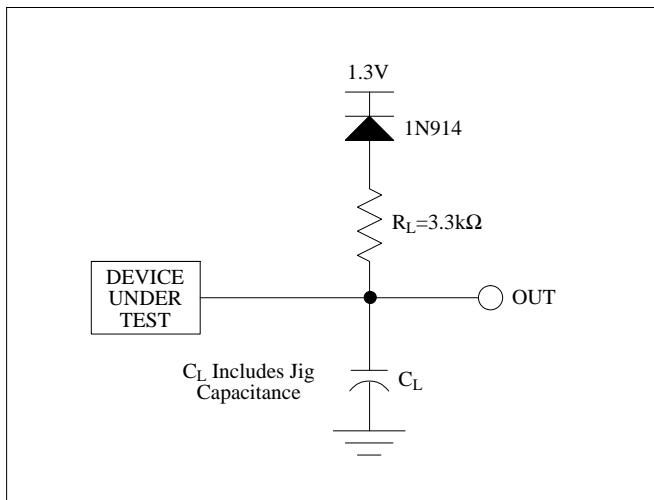 1.3V
1N914
R_L=3.3kΩ
DEVICE
UNDER
TEST
OUT
C_L Includes Jig
Capacitance
C_L